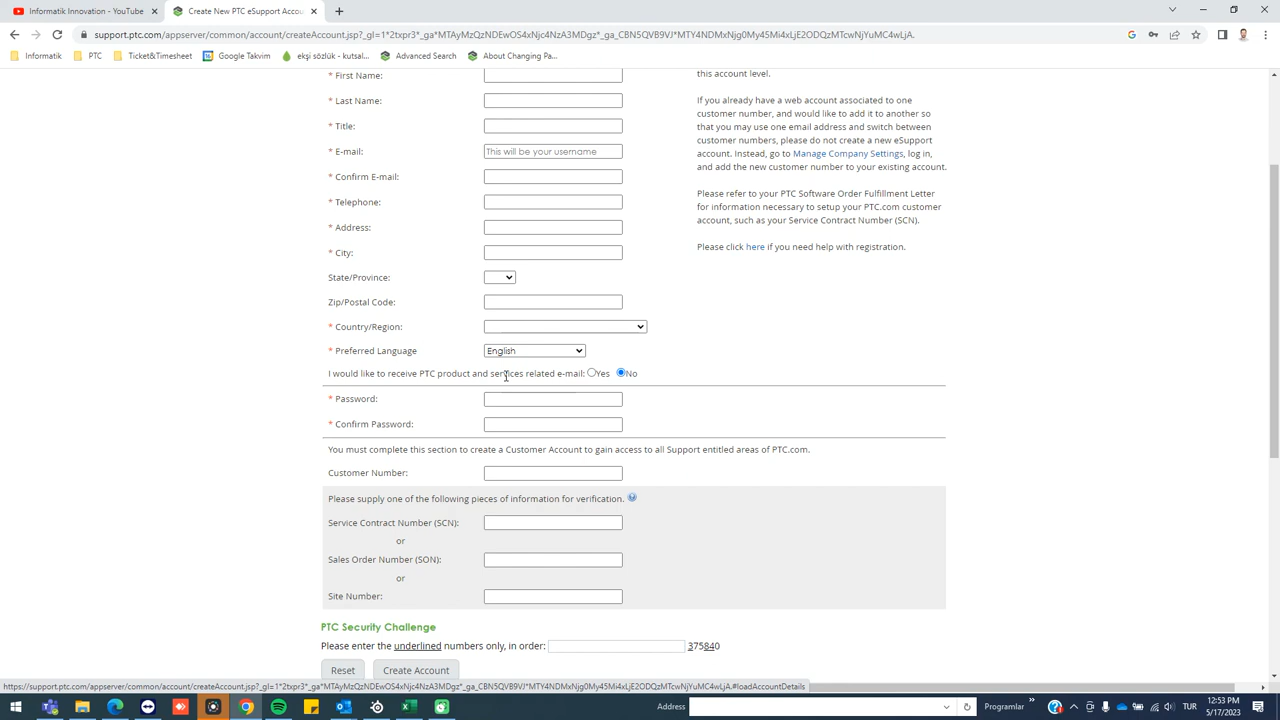 Informatik Innovation - YouTube
Create New PTC eSupport Accou
support.ptc.com/appserver/common/account/createAccount.jsp?_gl=1*2txpr3*_ga*MTAyMzQzNDEwOS4xNjc4NzA3MDgz*_ga_CBN5QVB9VJ*MTY4NDMxNjg0My45Mi4xLjE2ODQzMTcwNjYuMC4wLjA.
Informatik
PTC
Ticket&Timesheet
Google Takvim
ekşi sözlük - kutsal...
Advanced Search
About Changing Pa...
* First Name:
* Last Name:
* Title:
* E-mail: This will be your username
* Confirm E-mail:
* Telephone:
* Address:
* City:
State/Province:
Zip/Postal Code:
* Country/Region:
* Preferred Language English
I would like to receive PTC product and services related e-mail: Yes No
* Password:
* Confirm Password:
You must complete this section to create a Customer Account to gain access to all Support entitled areas of PTC.com.
Customer Number:
Please supply one of the following pieces of information for verification.
Service Contract Number (SCN):
or
Sales Order Number (SON):
or
Site Number:
PTC Security Challenge
Please enter the underlined numbers only, in order: 375840
Reset
Create Account
this account level.
If you already have a web account associated to one
customer number, and would like to add it to another so
that you may use one email address and switch between
customer numbers, please do not create a new eSupport
account. Instead, go to Manage Company Settings, log in,
and add the new customer number to your existing account.
Please refer to your PTC Software Order Fulfillment Letter
for information necessary to setup your PTC.com customer
account, such as your Service Contract Number (SCN).
Please click here if you need help with registration.
https://support.ptc.com/appserver/common/account/createAccount.jsp?_gl=1*2txpr3*_ga*MTAyMzQzNDEwOS4xNjc4NzA3MDgz*_ga_CBN5QVB9VJ*MTY4NDMxNjg0My45Mi4xLjE2ODQzMTcwNjYuMC4wLjA.#loadAccountDetails
Address
Programlar
TUR
12:53 PM
5/17/2023